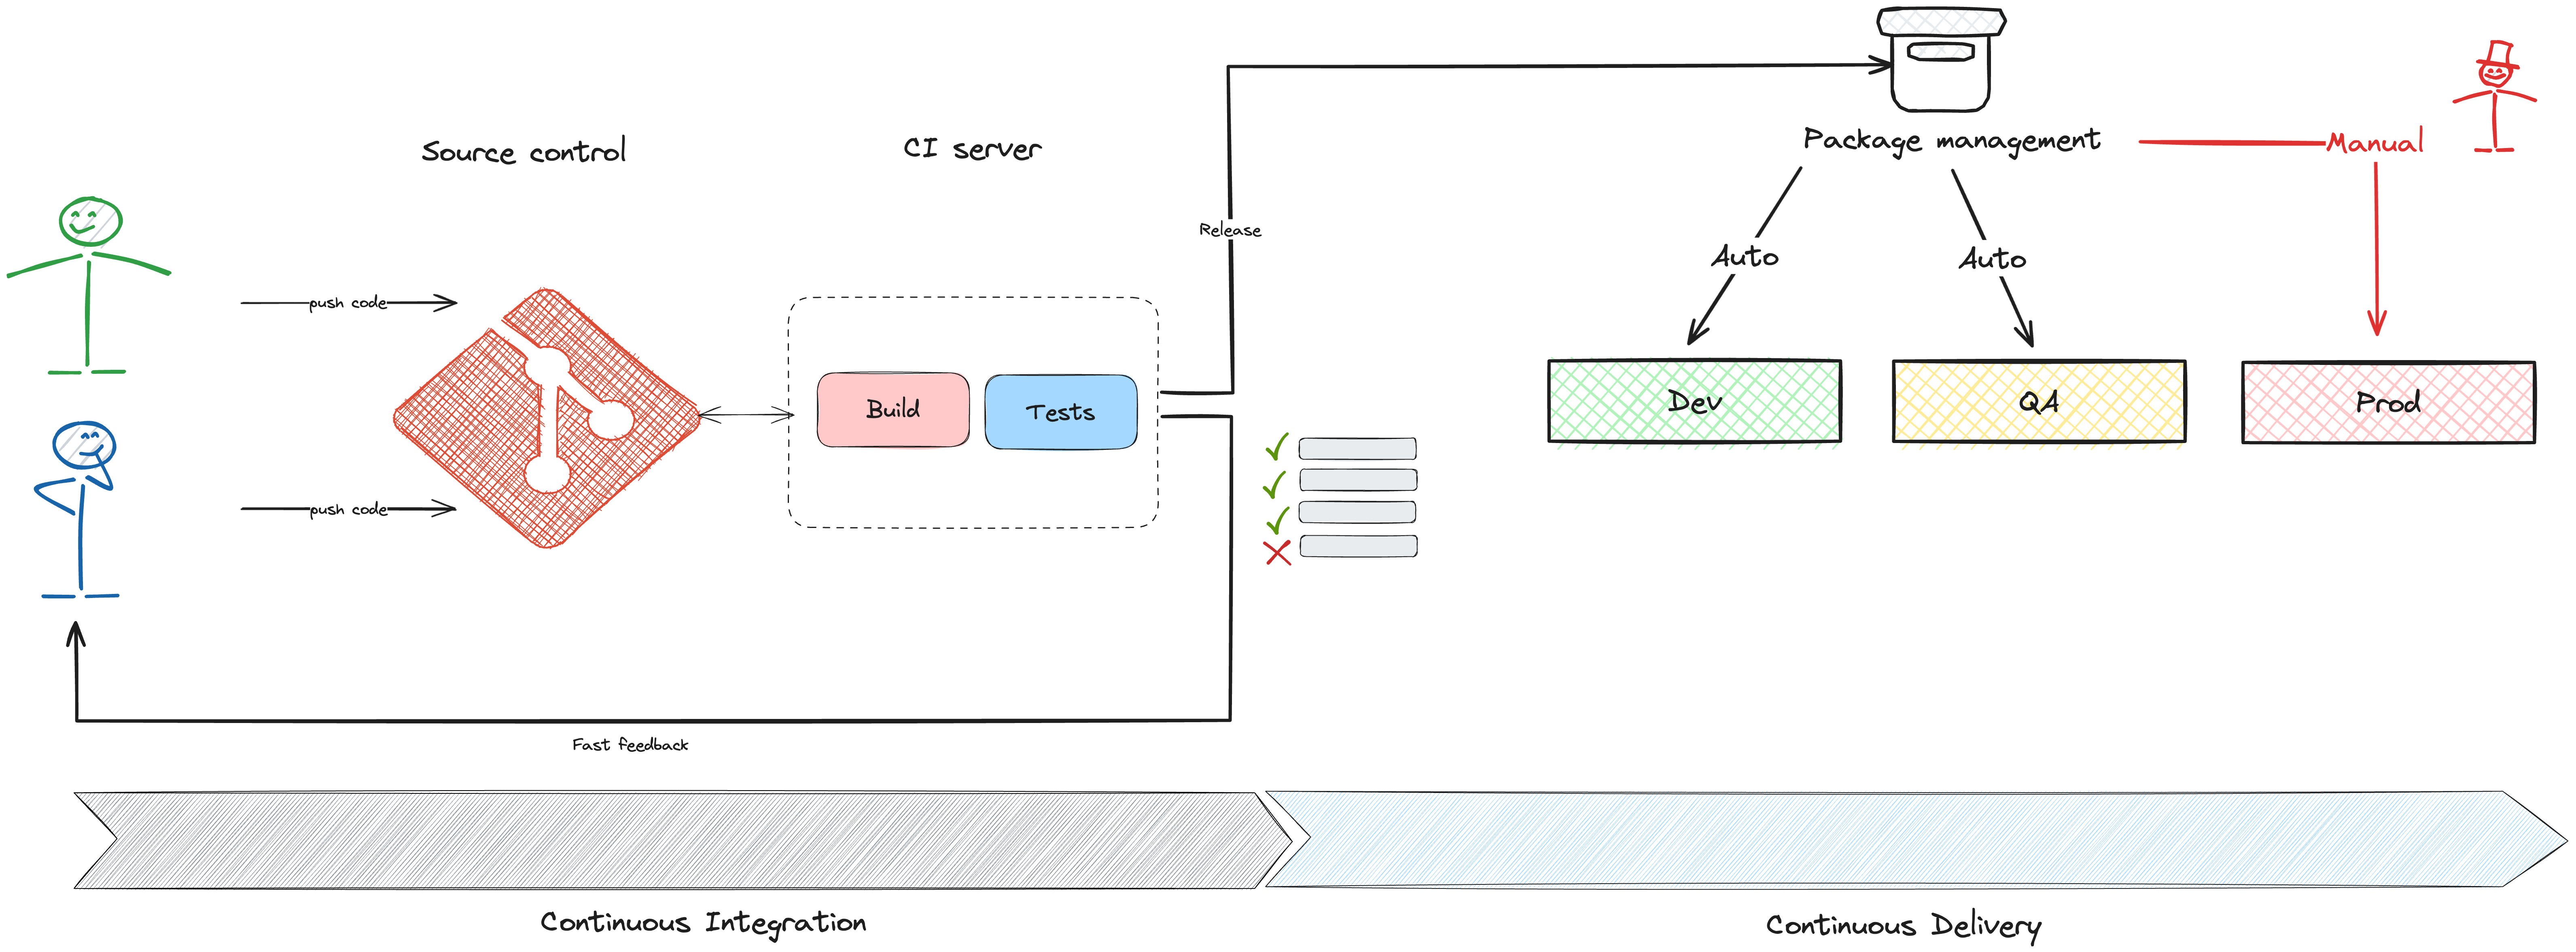 Source control
CI server
Package management
Manual
Release
Auto
Auto
push code
push code
Build
Tests
Dev
QA
Prod
Fast feedback
Continuous Integration
Continuous Delivery